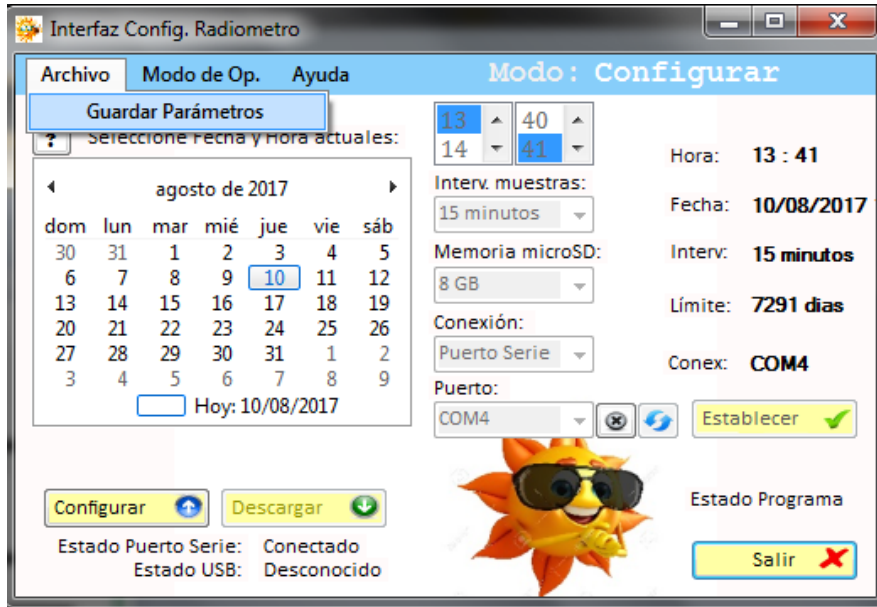 Interfaz Config. Radiometro
Archivo Modo de Op. Ayuda Modo: Configurar
Guardar Parámetros
? Seleccione Fecha y Hora actuales:
13 40
14 41
agosto de 2017
dom lun mar mié jue vie sáb
30 31 1 2 3 4 5
6 7 8 9 10 11 12
13 14 15 16 17 18 19
20 21 22 23 24 25 26
27 28 29 30 31 1 2
3 4 5 6 7 8 9
Hoy: 10/08/2017
Interv. muestras:
15 minutos
Memoria microSD:
8 GB
Conexión:
Puerto Serie
Puerto:
COM4
Hora: 13 : 41
Fecha: 10/08/2017
Interv: 15 minutos
Límite: 7291 dias
Conex: COM4
Establecer
Configurar Descargar
Estado Puerto Serie: Conectado
Estado USB: Desconocido
Estado Programa
Salir